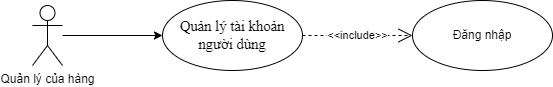 Quản lý tài khoản
người dùng
<<include>>
Đăng nhập
Quản lý của hàng